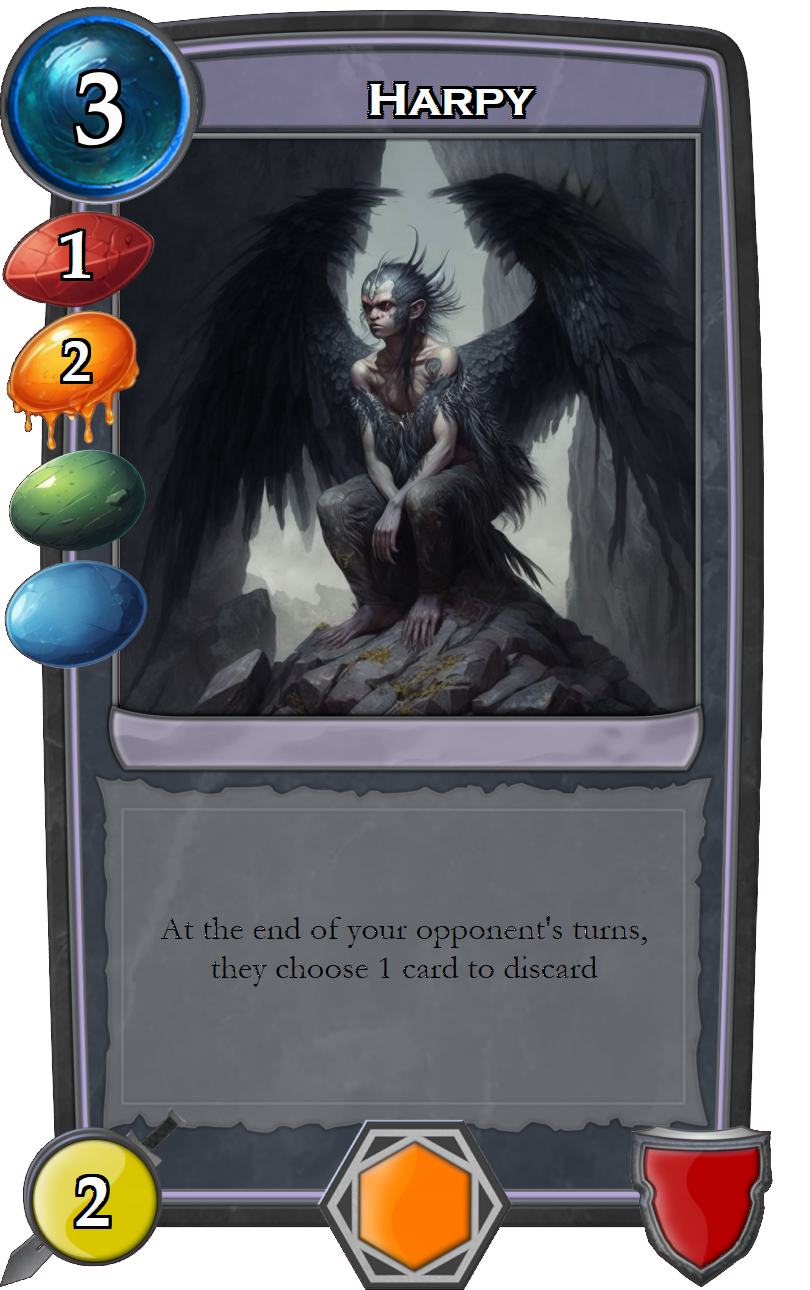 3
HARPY
1
2
At the end of your opponent's turns,
they choose 1 card to discard
2